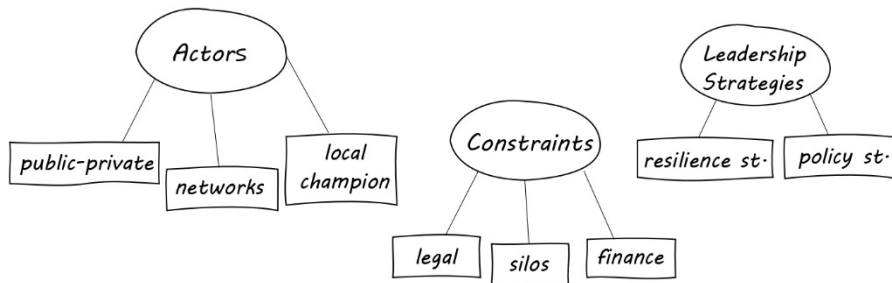 Actors
public-private
networks
local
champion
Constraints
legal
silos
finance
Leadership
Strategies
resilience st.
policy st.